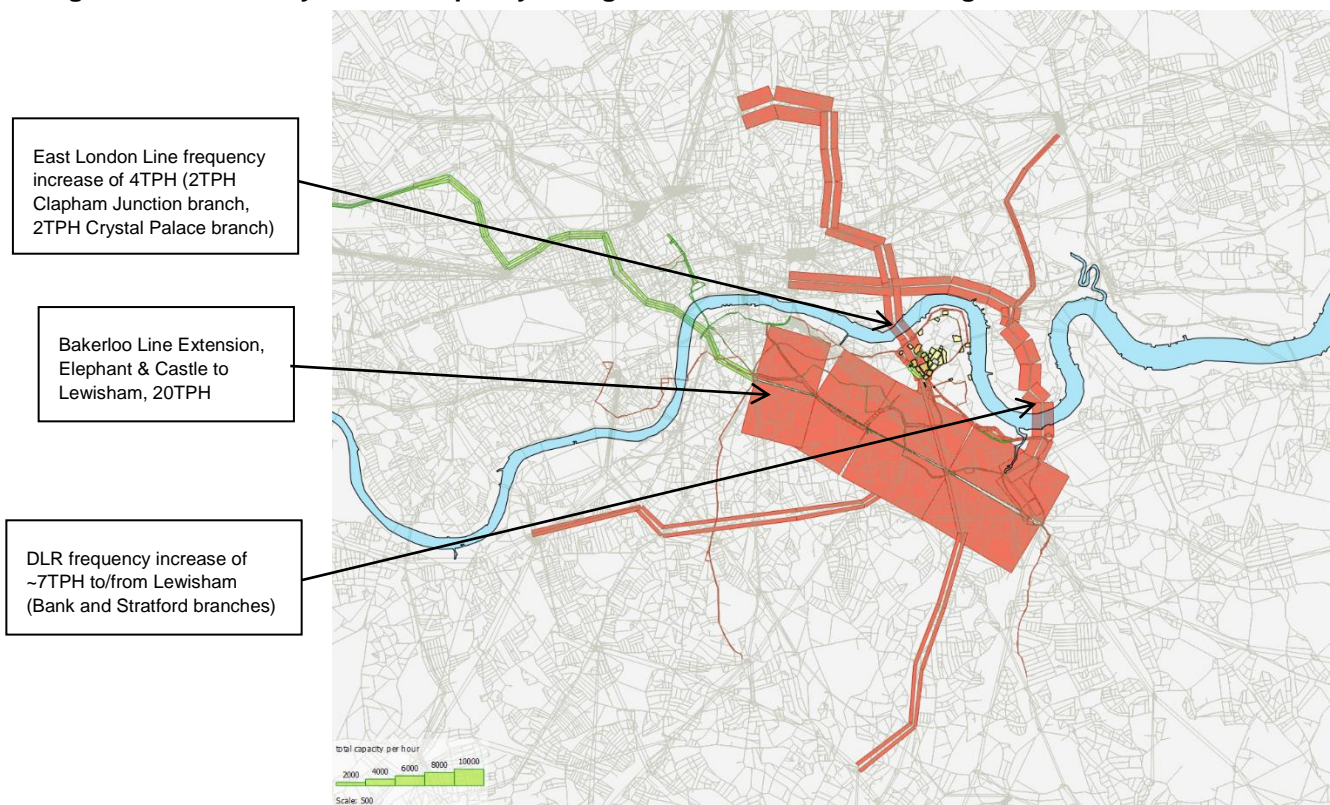 East London Line frequency
increase of 4TPH (2TPH
Clapham Junction branch,
2TPH Crystal Palace branch)
Bakerloo Line Extension,
Elephant & Castle to
Lewisham, 20TPH
DLR frequency increase of
~7TPH to/from Lewisham
(Bank and Stratford branches)
total capacity per hour
2000 4000 6000 8000 10000
Scale: 500